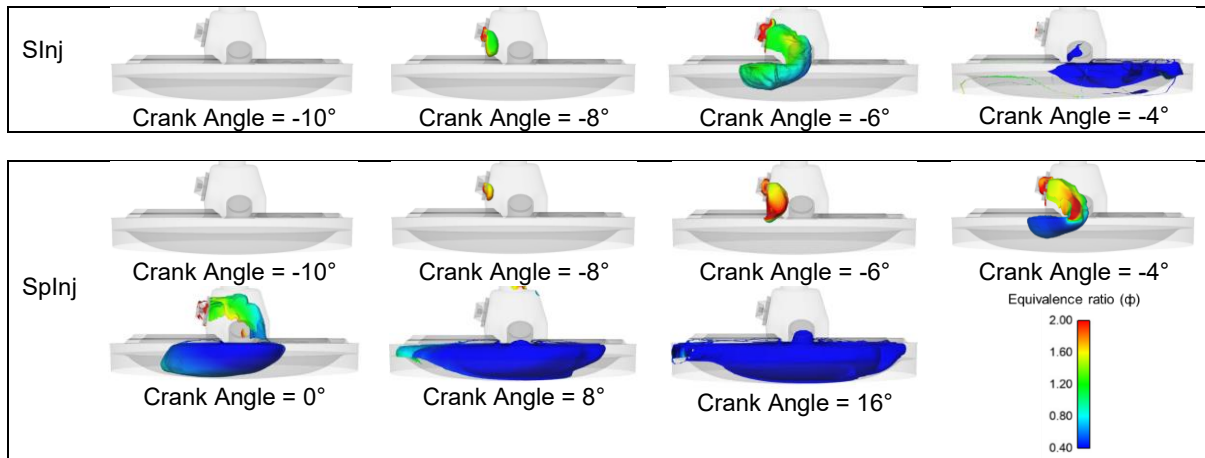 SInj
Crank Angle = -10°
Crank Angle = -8°
Crank Angle = -6°
Crank Angle = -4°
SpInj
Crank Angle = -10°
Crank Angle = -8°
Crank Angle = -6°
Crank Angle = -4°
Crank Angle = 0°
Crank Angle = 8°
Crank Angle = 16°
Equivalence ratio (ф)
2.00
1.60
1.20
0.80
0.40